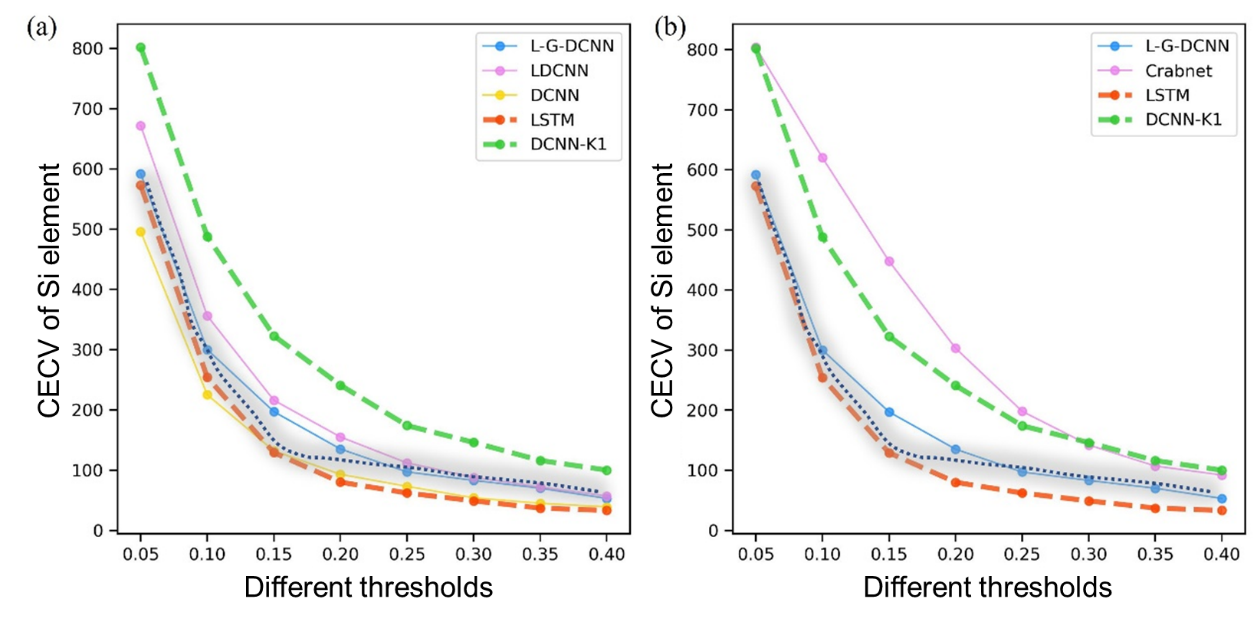 (a)
CECV of Si element
800
700
600
500
400
300
200
100
0
0.05 0.10 0.15 0.20 0.25 0.30 0.35 0.40
Different thresholds
L-G-DCNN
LDCNN
DCNN
LSTM
DCNN-K1
(b)
CECV of Si element
800
700
600
500
400
300
200
100
0
0.05 0.10 0.15 0.20 0.25 0.30 0.35 0.40
Different thresholds
L-G-DCNN
Crabnet
LSTM
DCNN-K1